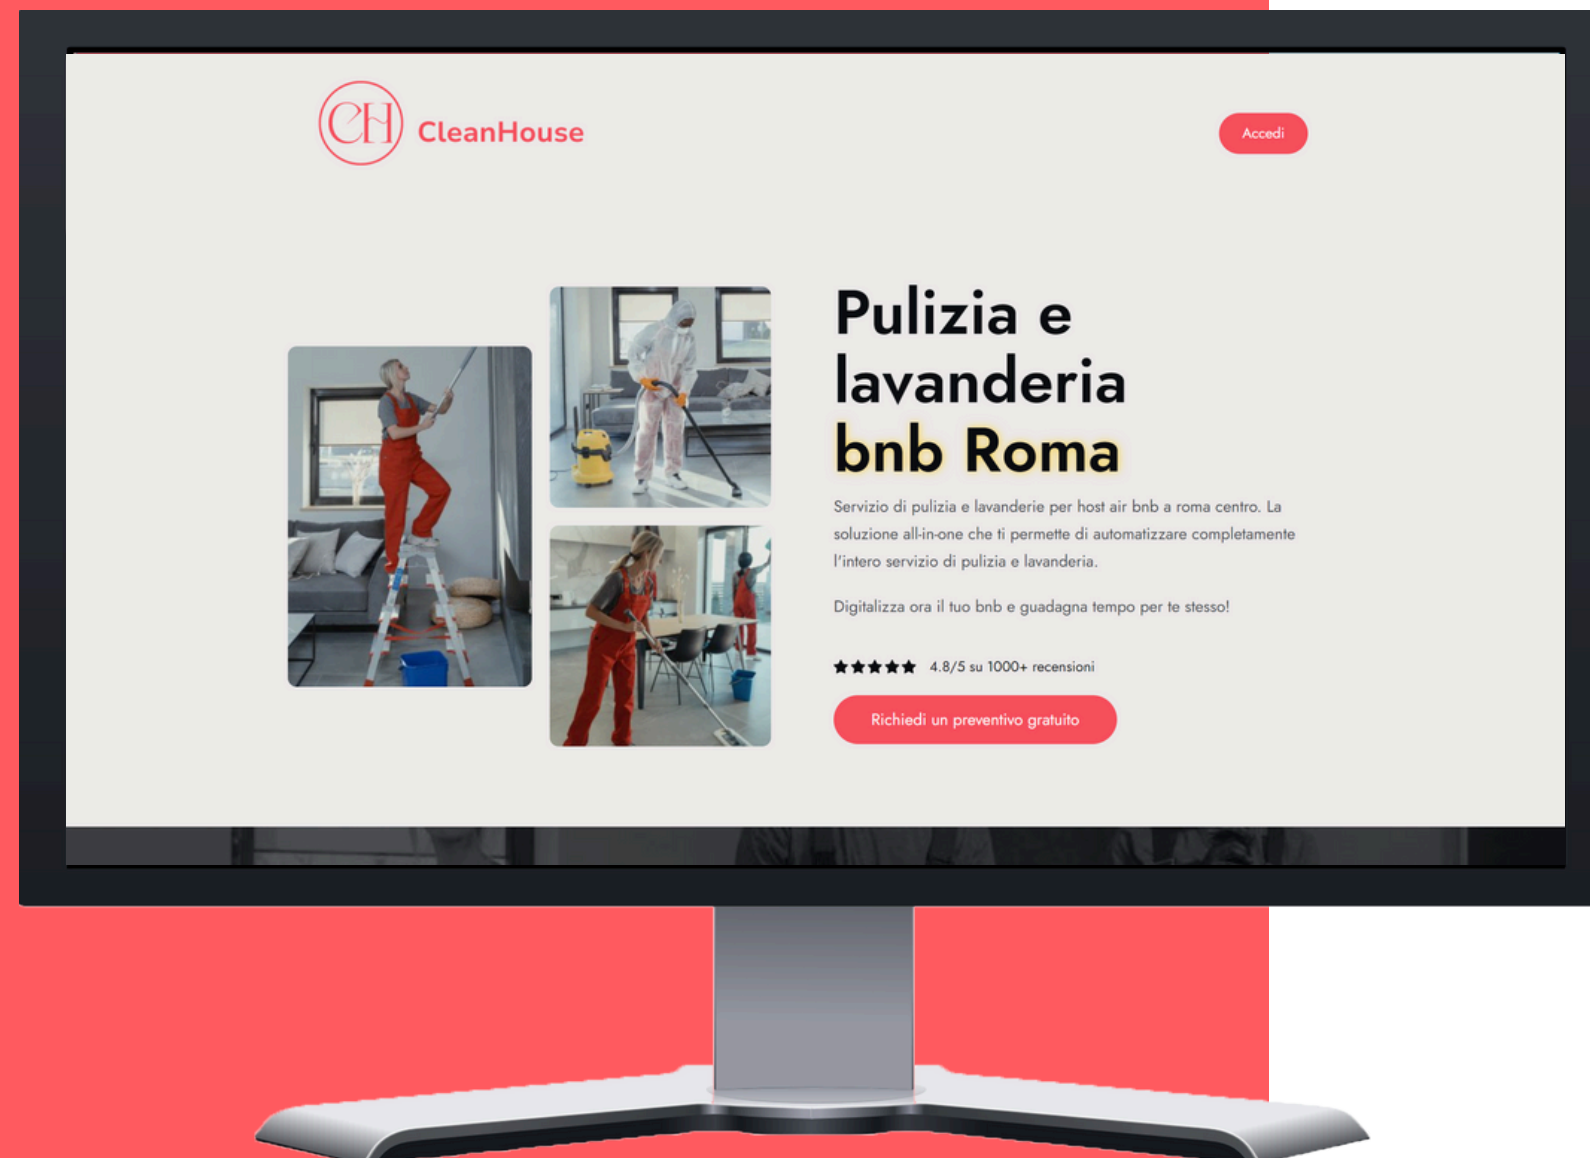 CH
CleanHouse
Accedi
Pulizia e
lavanderia
bnb Roma
Servizio di pulizia e lavanderie per host air bnb a roma centro. La
soluzione all-in-one che ti permette di automatizzare completamente
l'intero servizio di pulizia e lavanderia.
Digitalizza ora il tuo bnb e guadagna tempo per te stesso!
4.8/5 su 1000+ recensioni
Richiedi un preventivo gratuito